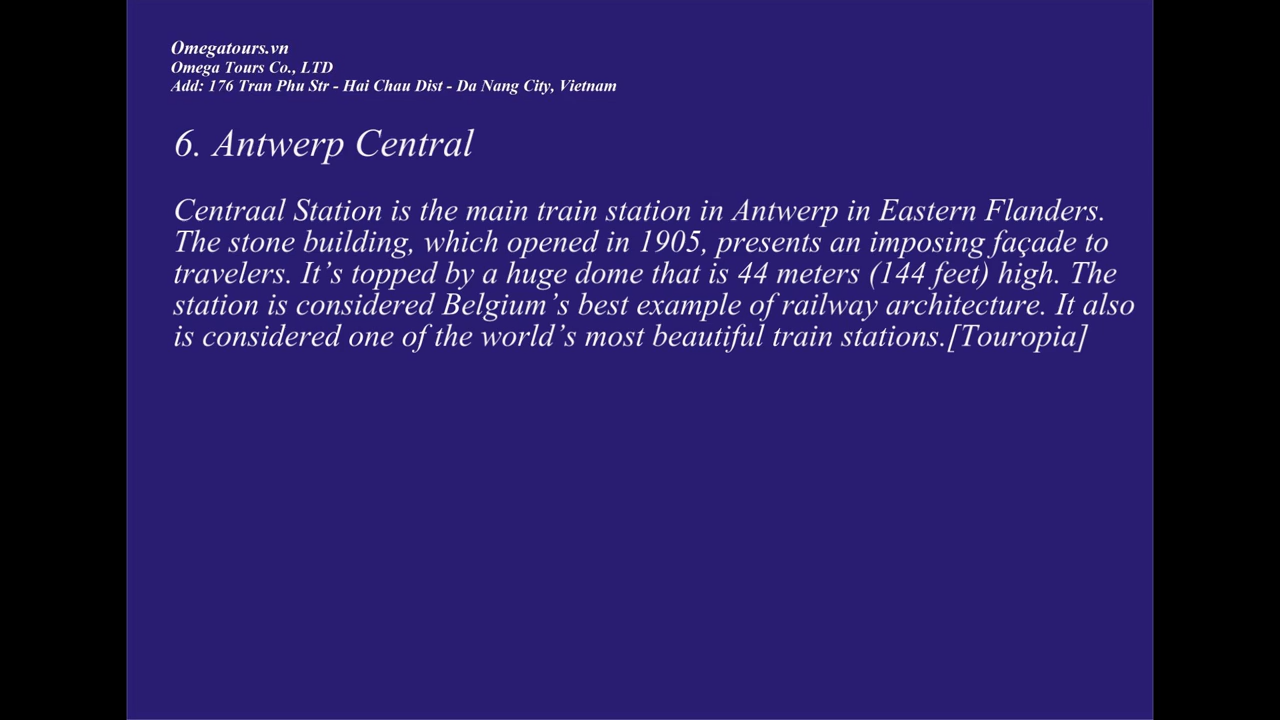 Omegatours.vn
Omega Tours Co., LTD
Add: 176 Tran Phu Str - Hai Chau Dist - Da Nang City, Vietnam
6. Antwerp Central
Centraal Station is the main train station in Antwerp in Eastern Flanders.
The stone building, which opened in 1905, presents an imposing façade to
travelers. It’s topped by a huge dome that is 44 meters (144 feet) high. The
station is considered Belgium’s best example of railway architecture. It also
is considered one of the world’s most beautiful train stations.[Touropia]